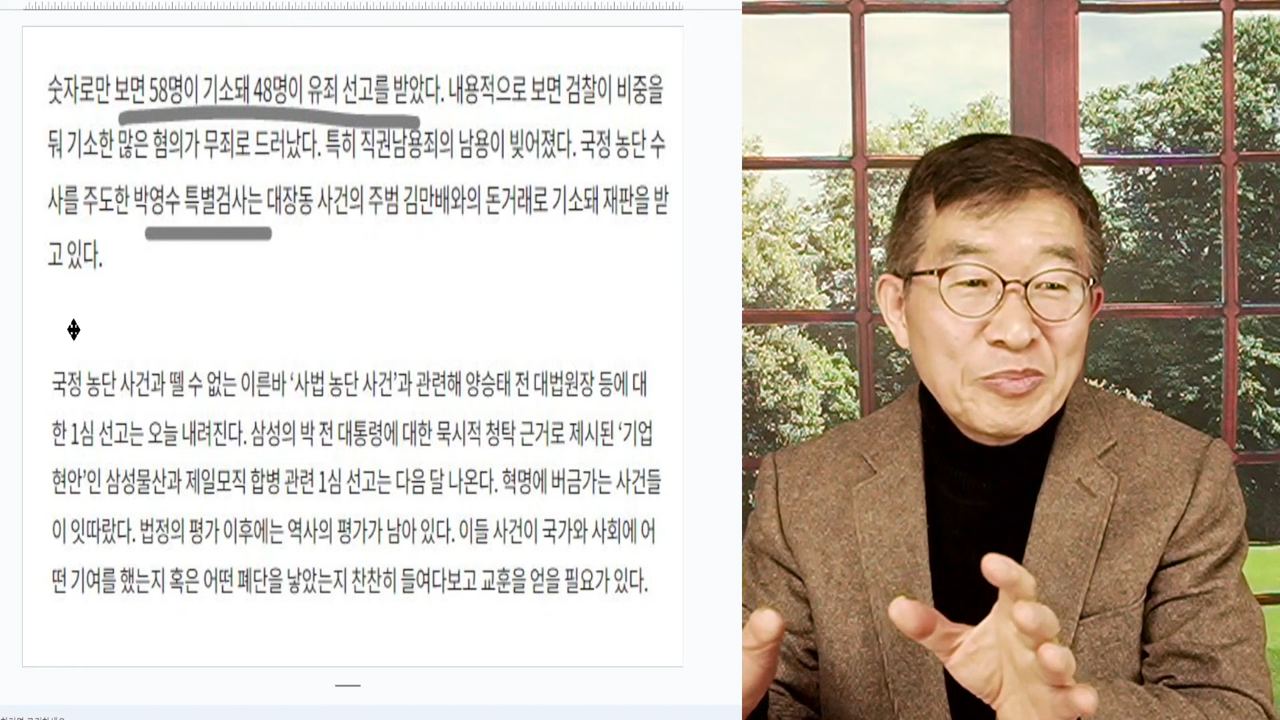 숫자로만 보면 58명이 기소돼 48명이 유죄 선고를 받았다. 내용적으로 보면 검찰이 비중을
둬 기소한 많은 혐의가 무죄로 드러났다. 특히 직권남용죄의 남용이 빚어졌다. 국정 농단 수
사를 주도한 박영수 특별검사는 대장동 사건의 주범 김만배와의 돈거래로 기소돼 재판을 받
고 있다.
국정 농단 사건과 뗄 수 없는 이른바 ‘사법 농단 사건’과 관련해 양승태 전 대법원장 등에 대
한 1심 선고는 오늘 내려진다. 삼성의 박 전 대통령에 대한 묵시적 청탁 근거로 제시된 ‘기업
현안’인 삼성물산과 제일모직 합병 관련 1심 선고는 다음 달 나온다. 혁명에 버금가는 사건들
이 잇따랐다. 법정의 평가 이후에는 역사의 평가가 남아 있다. 이들 사건이 국가와 사회에 어
떤 기여를 했는지 혹은 어떤 폐단을 낳았는지 찬찬히 들여다보고 교훈을 얻을 필요가 있다.